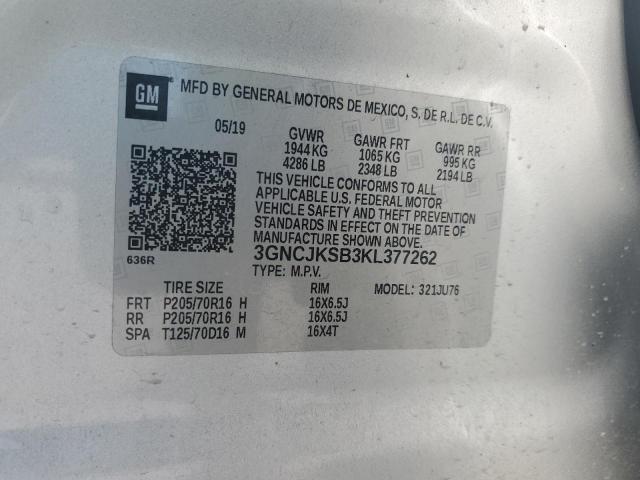 GM
MFD BY GENERAL MOTORS DE MEXICO, S. DE R.L. DE C.V.
05/19 GVWR GAWR FRT GAWR RR
1944 KG 1065 KG 995 KG
4286 LB 2348 LB 2194 LB
THIS VEHICLE CONFORMS TO ALL
APPLICABLE U.S. FEDERAL MOTOR
VEHICLE SAFETY AND THEFT PREVENTION
STANDARDS IN EFFECT ON THE DATE OF
MANUFACTURE SHOWN ABOVE.
636R 3GNCJKSB3KL377262
TYPE: M.P.V.
TIRE SIZE RIM MODEL: 321JU76
FRT P205/70R16 H 16X6.5J
RR P205/70R16 H 16X6.5J
SPA T125/70D16 M 16X4T